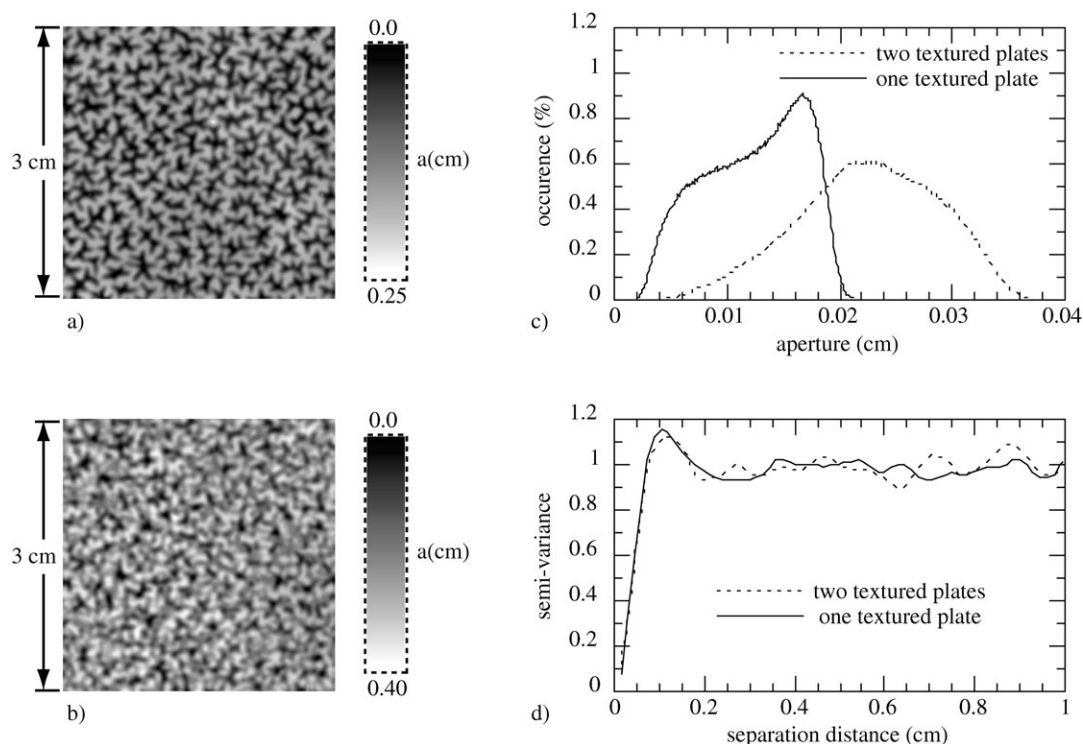 0.0
3 cm
a(cm)
0.25
a)
1.2
1
0.8
0.6
0.4
0.2
0
occurence (%)
two textured plates
one textured plate
0 0.01 0.02 0.03 0.04
c) aperture (cm)
0.0
3 cm
a(cm)
0.40
b)
1.2
1
0.8
0.6
0.4
0.2
0
semi-variance
two textured plates
one textured plate
0 0.2 0.4 0.6 0.8 1
d) separation distance (cm)